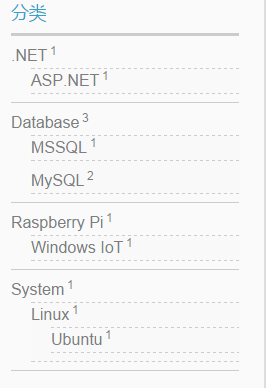 分类
.NET 1
ASP.NET 1
Database 3
MSSQL 1
MySQL 2
Raspberry Pi 1
Windows IoT 1
System 1
Linux 1
Ubuntu 1